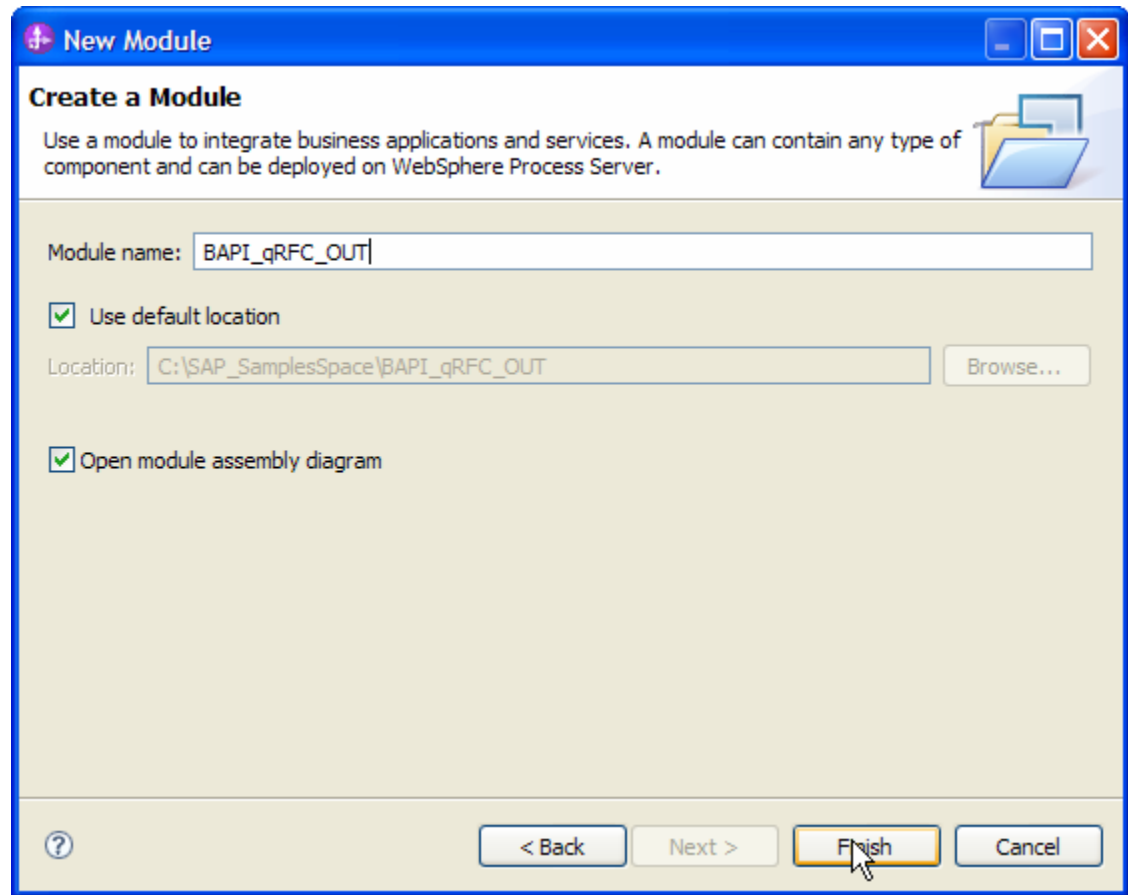 New Module
Create a Module
Use a module to integrate business applications and services. A module can contain any type of
component and can be deployed on WebSphere Process Server.
Module name: BAPI_qRFC_OUT
Use default location
Location: C:\SAP_SamplesSpace\BAPI_qRFC_OUT Browse...
Open module assembly diagram
? < Back Next > Finish Cancel